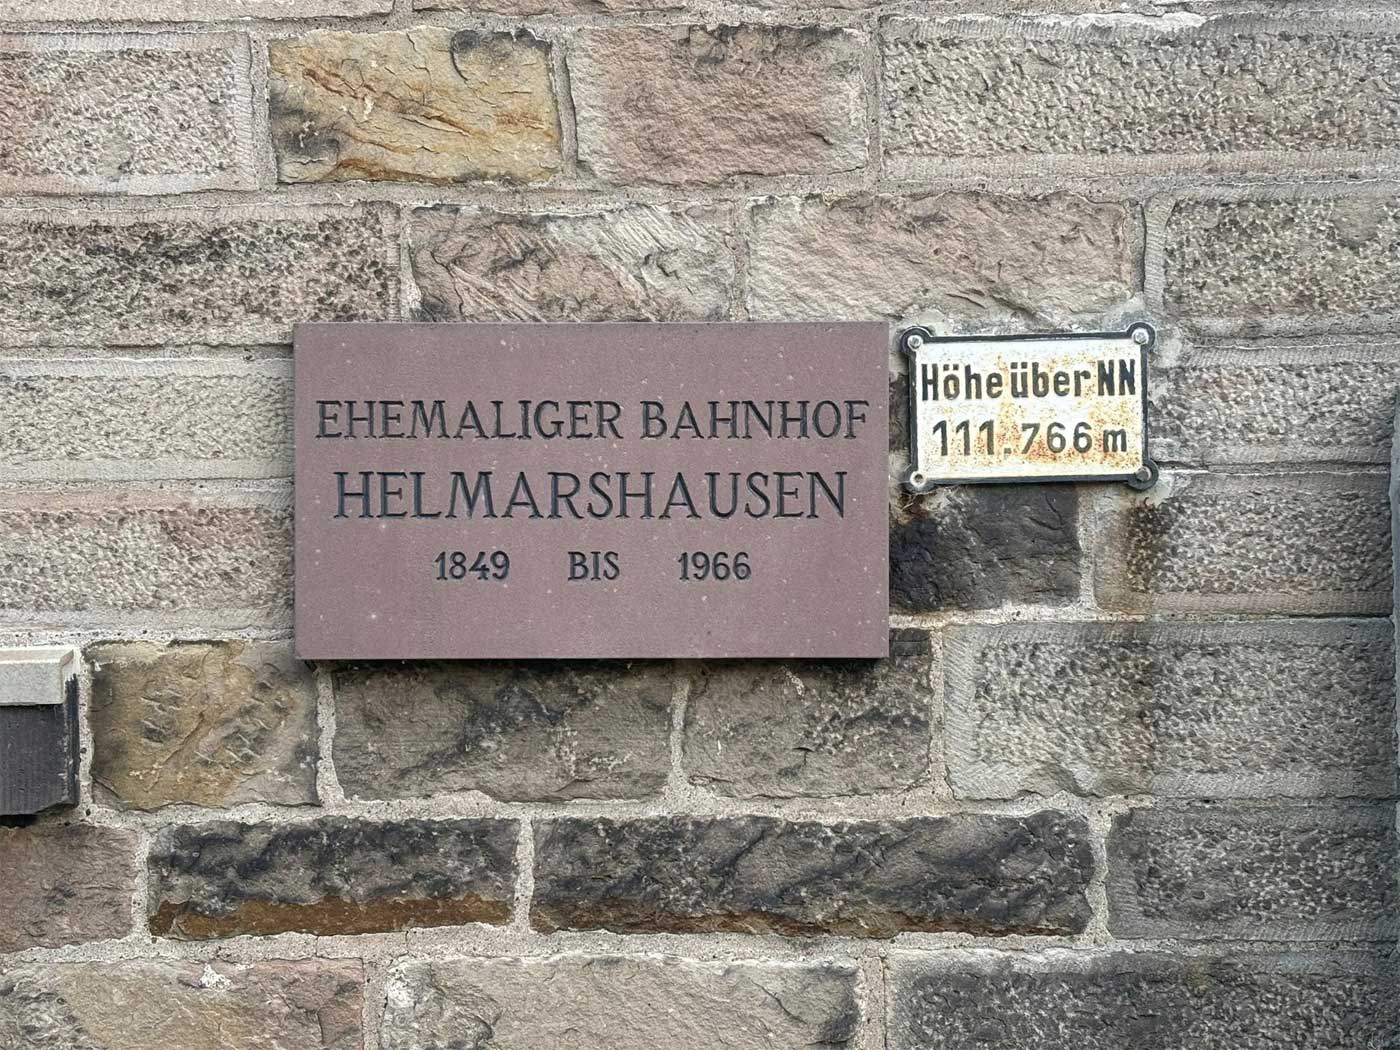 EHEMALIGER BAHNHOF
HELMARSHAUSEN
1849 BIS 1966
Höhe über NN
111.766 m